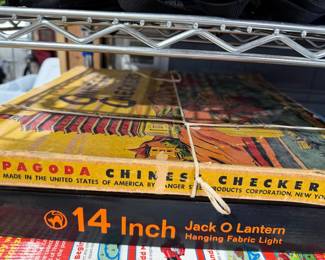 PAGODA CHINESE CHECKER
MADE IN THE UNITED STATES OF AMERICA BY ANGER PRODUCTS CORPORATION, NEW YO
14 Inch Jack O Lantern
Hanging Fabric Light